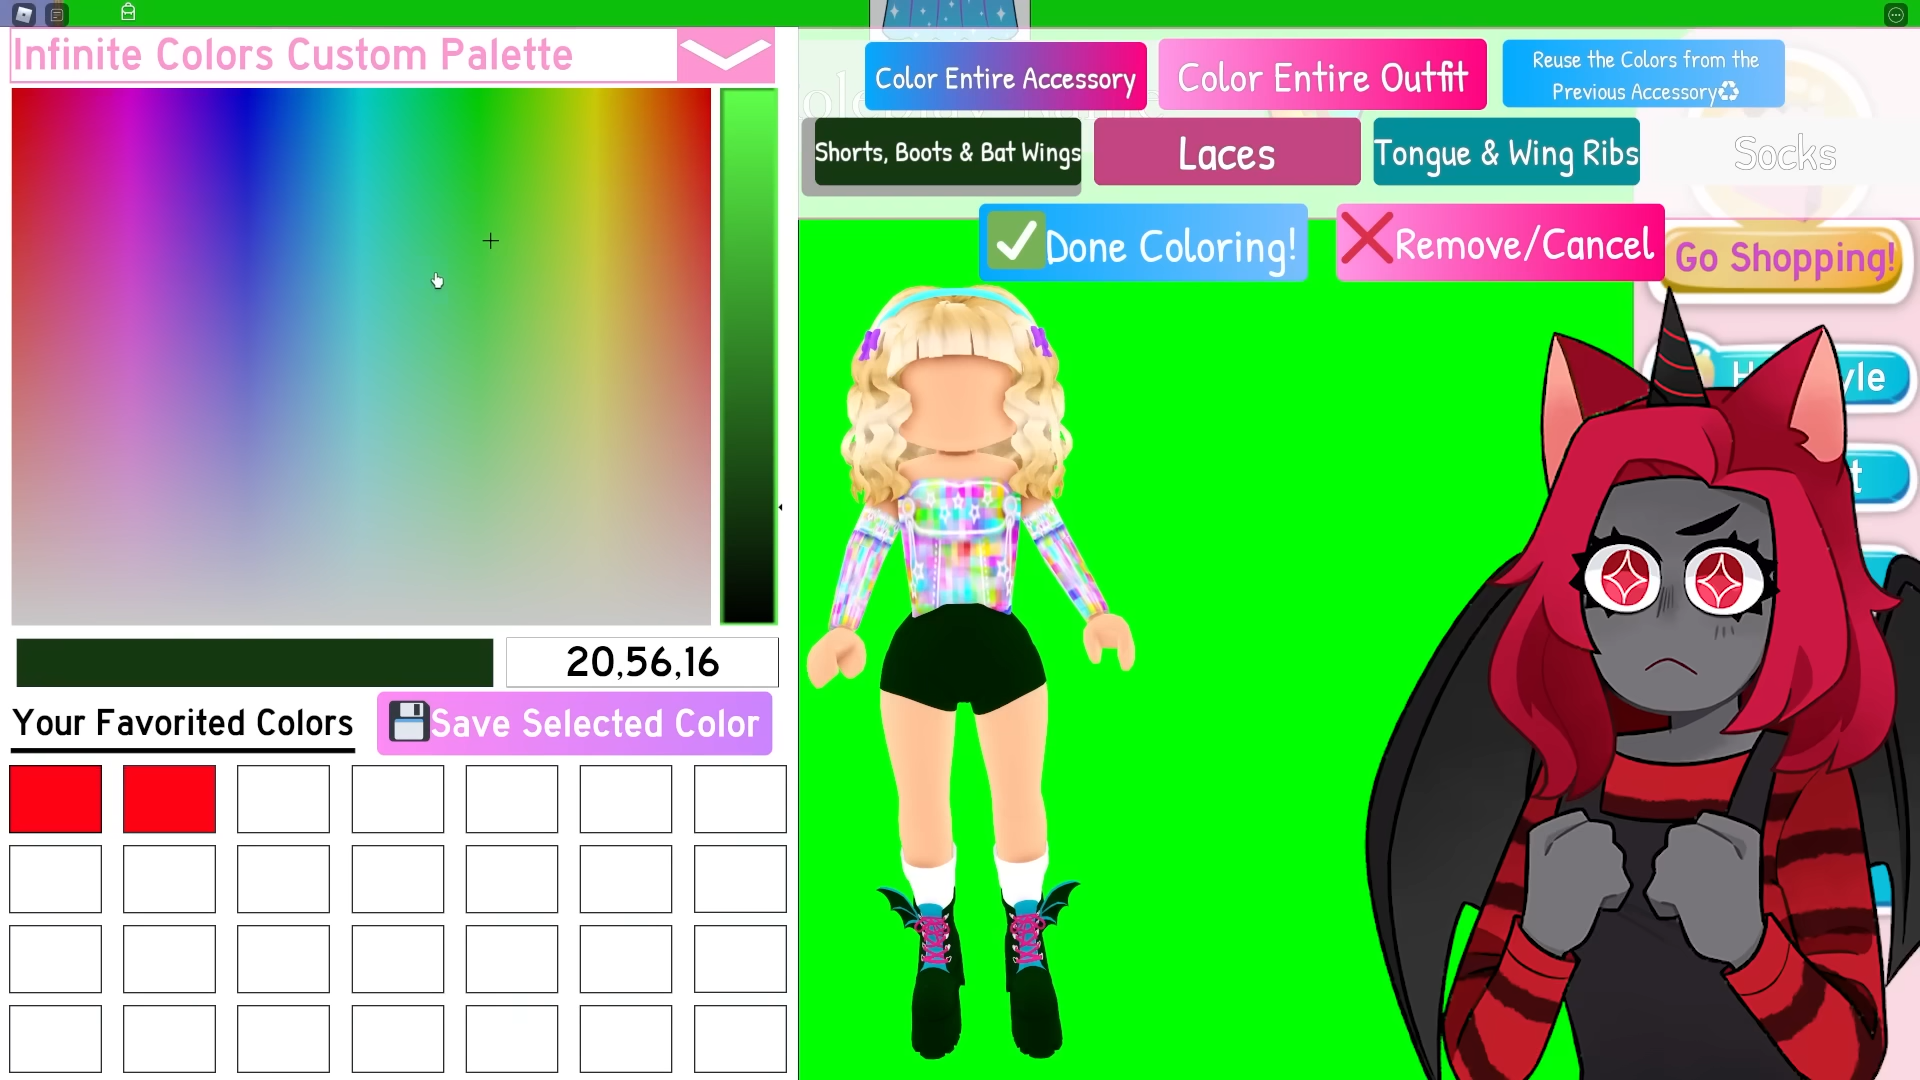 Infinite Colors Custom Palette
Color Entire Accessory
Color Entire Outfit
Reuse the Colors from the
Previous Accessory♻
Shorts, Boots & Bat Wings
Laces
Tongue & Wing Ribs
Socks
Done Coloring!
Remove/Cancel
Go Shopping!
20,56,16
Your Favorited Colors
Save Selected Color